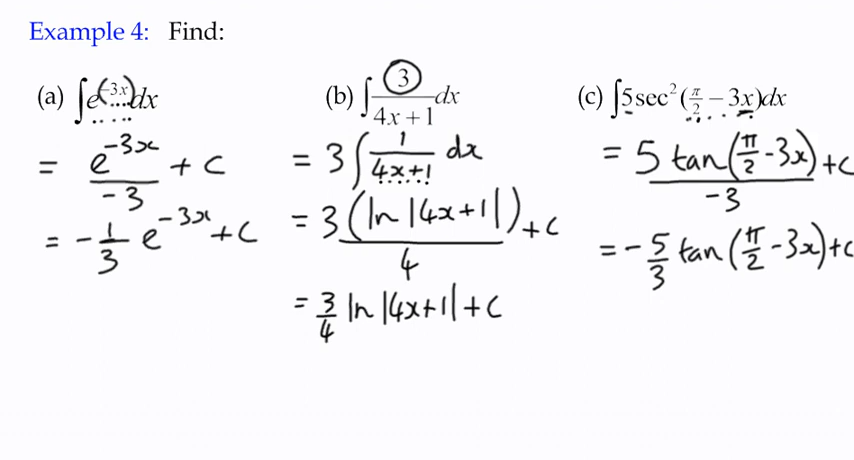 Example 4: Find:
(a) ∫e^(-3x)dx
= e^-3x / -3 + c
= -1/3 e^-3x + c
(b) ∫ 3/(4x+1) dx
= 3∫ 1/(4x+1) dx
= 3(ln|4x+1|)/4 + c
= 3/4 ln|4x+1| + c
(c) ∫5sec²(π/2 − 3x)dx
= 5 tan(π/2 -3x)/-3 + c
= -5/3 tan(π/2 -3x) + c